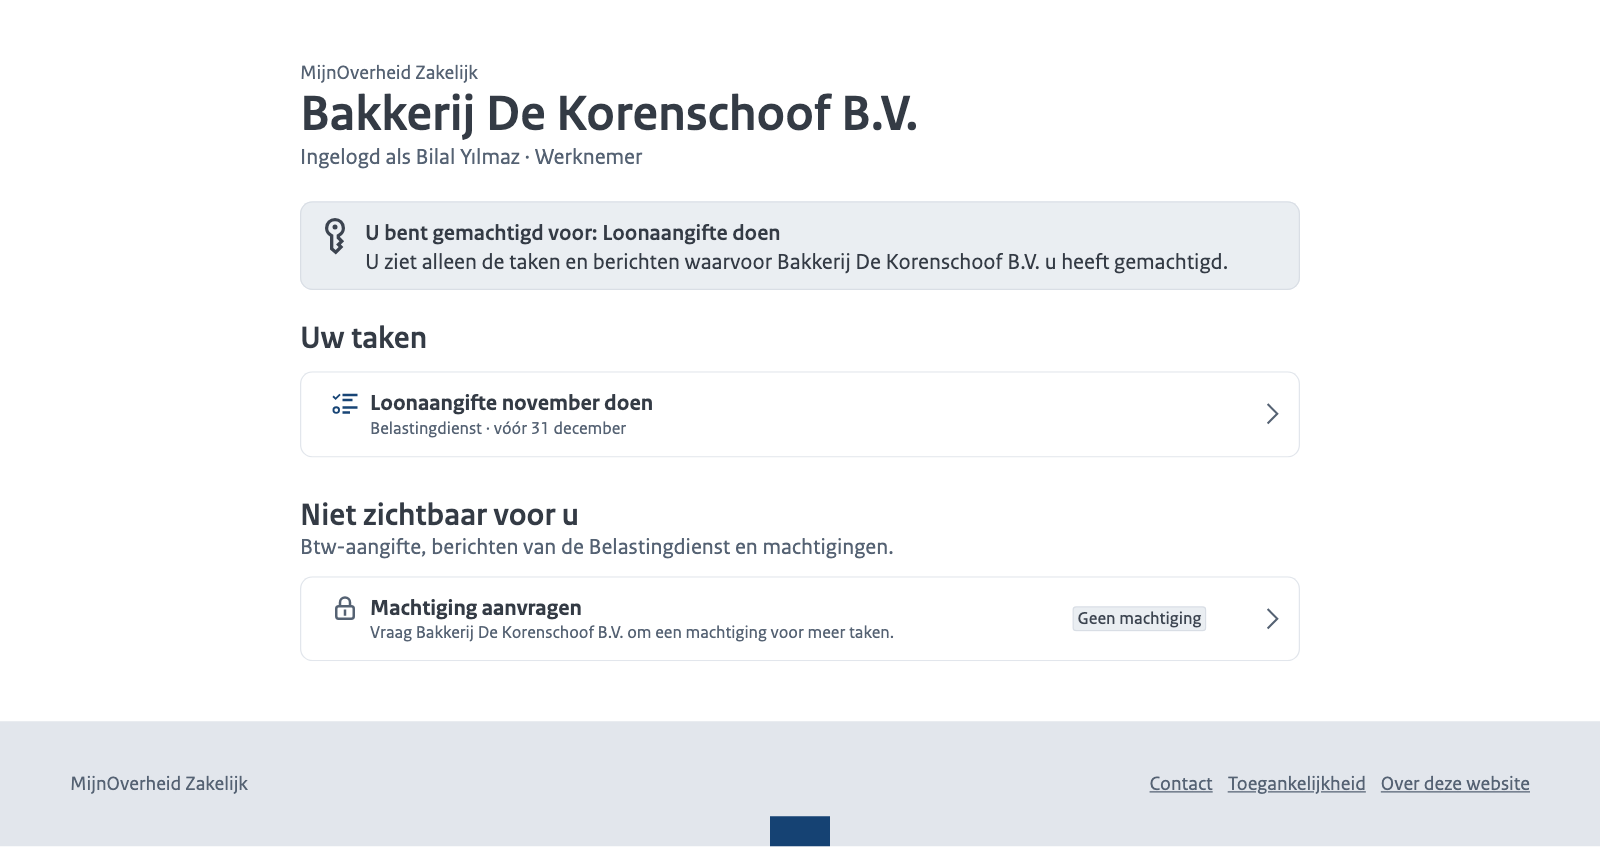 MijnOverheid Zakelijk
Bakkerij De Korenschoof B.V.
Ingelogd als Bilal Yılmaz · Werknemer
U bent gemachtigd voor: Loonaangifte doen
U ziet alleen de taken en berichten waarvoor Bakkerij De Korenschoof B.V. u heeft gemachtigd.
Uw taken
Loonaangifte november doen
Belastingdienst · vóór 31 december
Niet zichtbaar voor u
Btw-aangifte, berichten van de Belastingdienst en machtigingen.
Machtiging aanvragen
Vraag Bakkerij De Korenschoof B.V. om een machtiging voor meer taken.
Geen machtiging
MijnOverheid Zakelijk
Contact Toegankelijkheid Over deze website